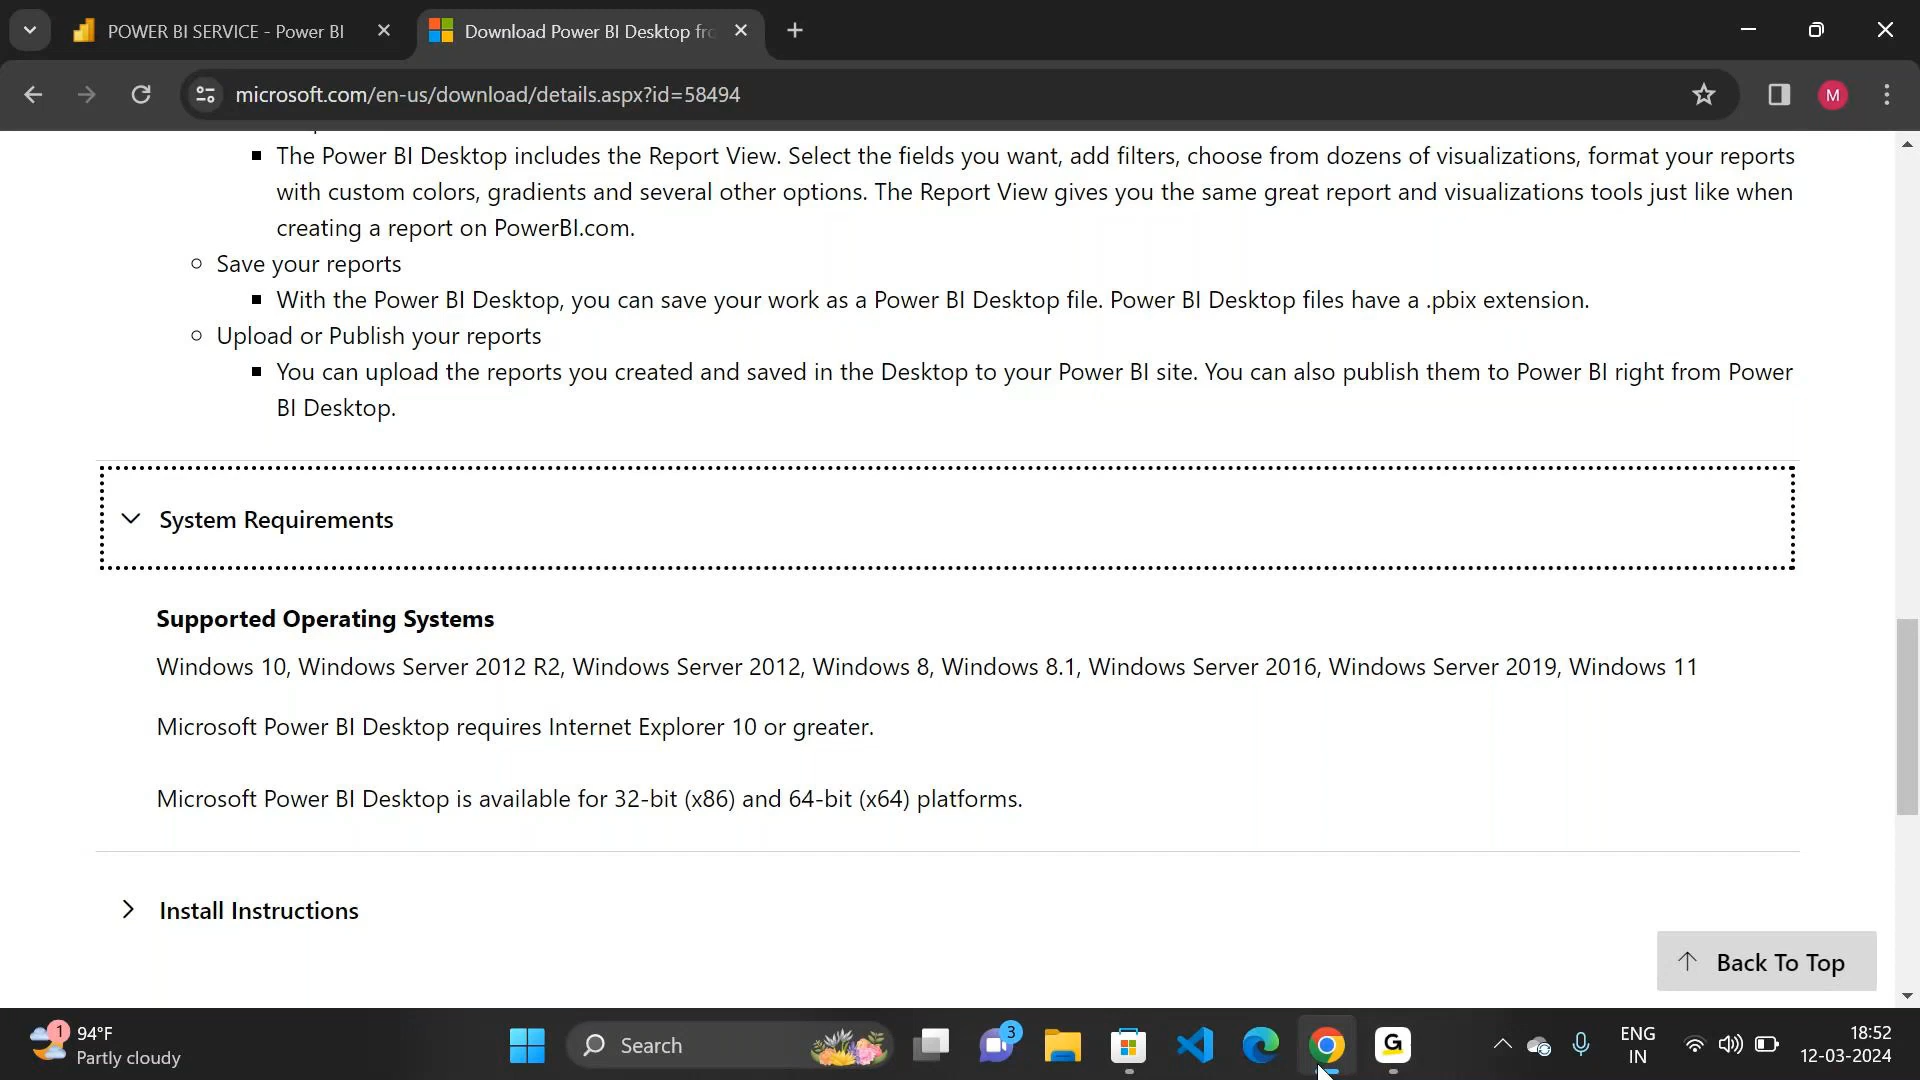 POWER BI SERVICE - Power BI
Download Power BI Desktop fr
microsoft.com/en-us/download/details.aspx?id=58494
M
The Power BI Desktop includes the Report View. Select the fields you want, add filters, choose from dozens of visualizations, format your reports
with custom colors, gradients and several other options. The Report View gives you the same great report and visualizations tools just like when
creating a report on PowerBI.com.
Save your reports
With the Power BI Desktop, you can save your work as a Power BI Desktop file. Power BI Desktop files have a .pbix extension.
Upload or Publish your reports
You can upload the reports you created and saved in the Desktop to your Power BI site. You can also publish them to Power BI right from Power
BI Desktop.
System Requirements
Supported Operating Systems
Windows 10, Windows Server 2012 R2, Windows Server 2012, Windows 8, Windows 8.1, Windows Server 2016, Windows Server 2019, Windows 11
Microsoft Power BI Desktop requires Internet Explorer 10 or greater.
Microsoft Power BI Desktop is available for 32-bit (x86) and 64-bit (x64) platforms.
Install Instructions
Back To Top
1
94°F
Partly cloudy
Search
3
G
ENG
IN
18:52
12-03-2024